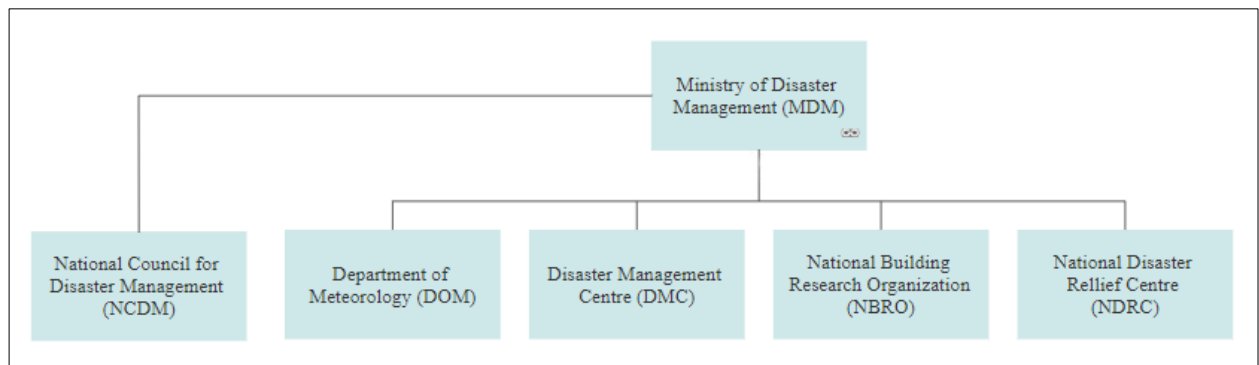 Ministry of Disaster
Management (MDM)
National Council for
Disaster Management
(NCDM)
Department of
Meteorology (DOM)
Disaster Management
Centre (DMC)
National Building
Research Organization
(NBRO)
National Disaster
Rellief Centre
(NDRC)